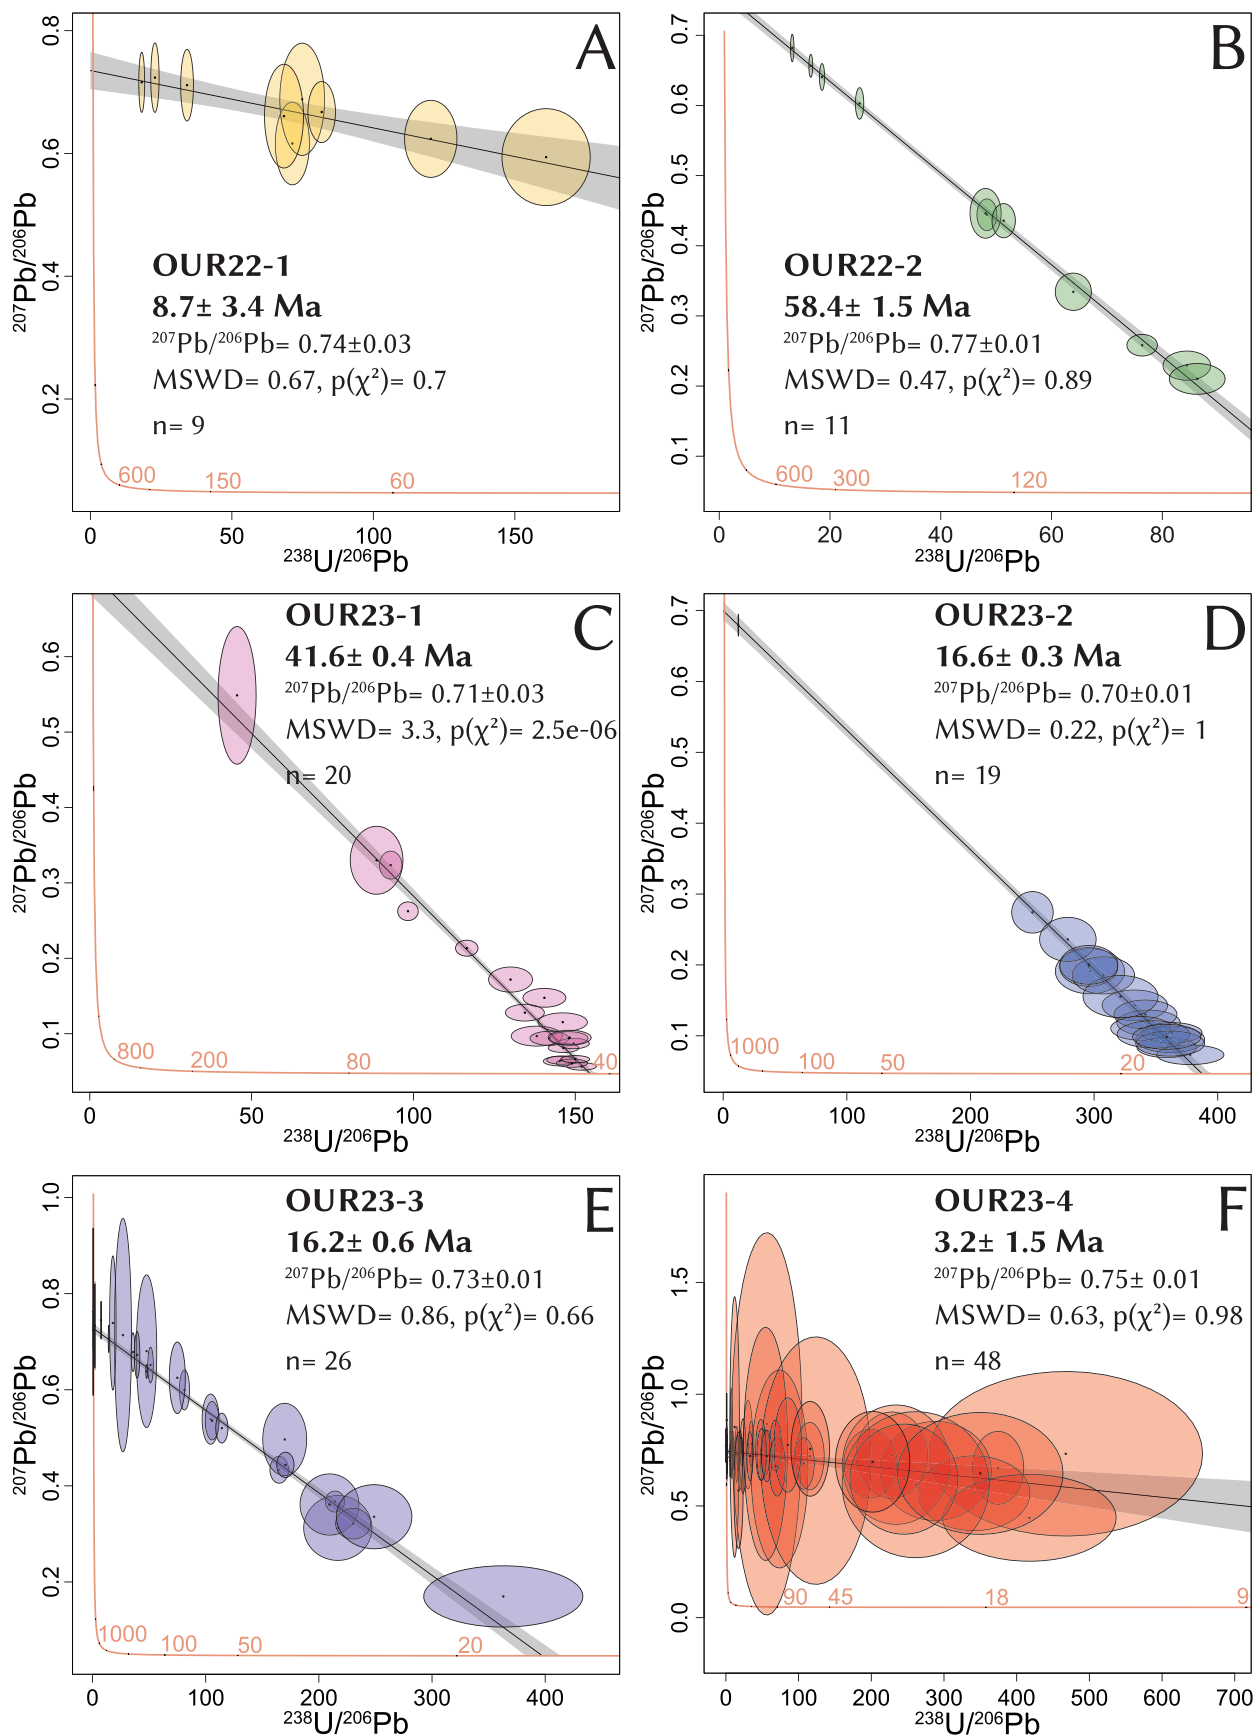 A
OUR22-1
8.7± 3.4 Ma
²⁰⁷Pb/²⁰⁶Pb= 0.74±0.03
MSWD= 0.67, p(χ²)= 0.7
n= 9
600 150 60
0.2 0.4 0.6 0.8
²⁰⁷Pb/²⁰⁶Pb
0 50 100 150
²³⁸U/²⁰⁶Pb
B
OUR22-2
58.4± 1.5 Ma
²⁰⁷Pb/²⁰⁶Pb= 0.77±0.01
MSWD= 0.47, p(χ²)= 0.89
n= 11
600 300 120
0.1 0.2 0.3 0.4 0.5 0.6 0.7
²⁰⁷Pb/²⁰⁶Pb
0 20 40 60 80
²³⁸U/²⁰⁶Pb
C
OUR23-1
41.6± 0.4 Ma
²⁰⁷Pb/²⁰⁶Pb= 0.71±0.03
MSWD= 3.3, p(χ²)= 2.5e-06
n= 20
800 200 80 40
0.1 0.2 0.3 0.4 0.5 0.6
²⁰⁷Pb/²⁰⁶Pb
0 50 100 150
²³⁸U/²⁰⁶Pb
D
OUR23-2
16.6± 0.3 Ma
²⁰⁷Pb/²⁰⁶Pb= 0.70±0.01
MSWD= 0.22, p(χ²)= 1
n= 19
1000 100 50 20
0.1 0.2 0.3 0.4 0.5 0.6 0.7
²⁰⁷Pb/²⁰⁶Pb
0 100 200 300 400
²³⁸U/²⁰⁶Pb
E
OUR23-3
16.2± 0.6 Ma
²⁰⁷Pb/²⁰⁶Pb= 0.73±0.01
MSWD= 0.86, p(χ²)= 0.66
n= 26
1000 100 50 20
0.2 0.4 0.6 0.8 1.0
²⁰⁷Pb/²⁰⁶Pb
0 100 200 300 400
²³⁸U/²⁰⁶Pb
F
OUR23-4
3.2± 1.5 Ma
²⁰⁷Pb/²⁰⁶Pb= 0.75± 0.01
MSWD= 0.63, p(χ²)= 0.98
n= 48
90 45 18 9
0.0 0.5 1.0 1.5
²⁰⁷Pb/²⁰⁶Pb
0 100 200 300 400 500 600 700
²³⁸U/²⁰⁶Pb